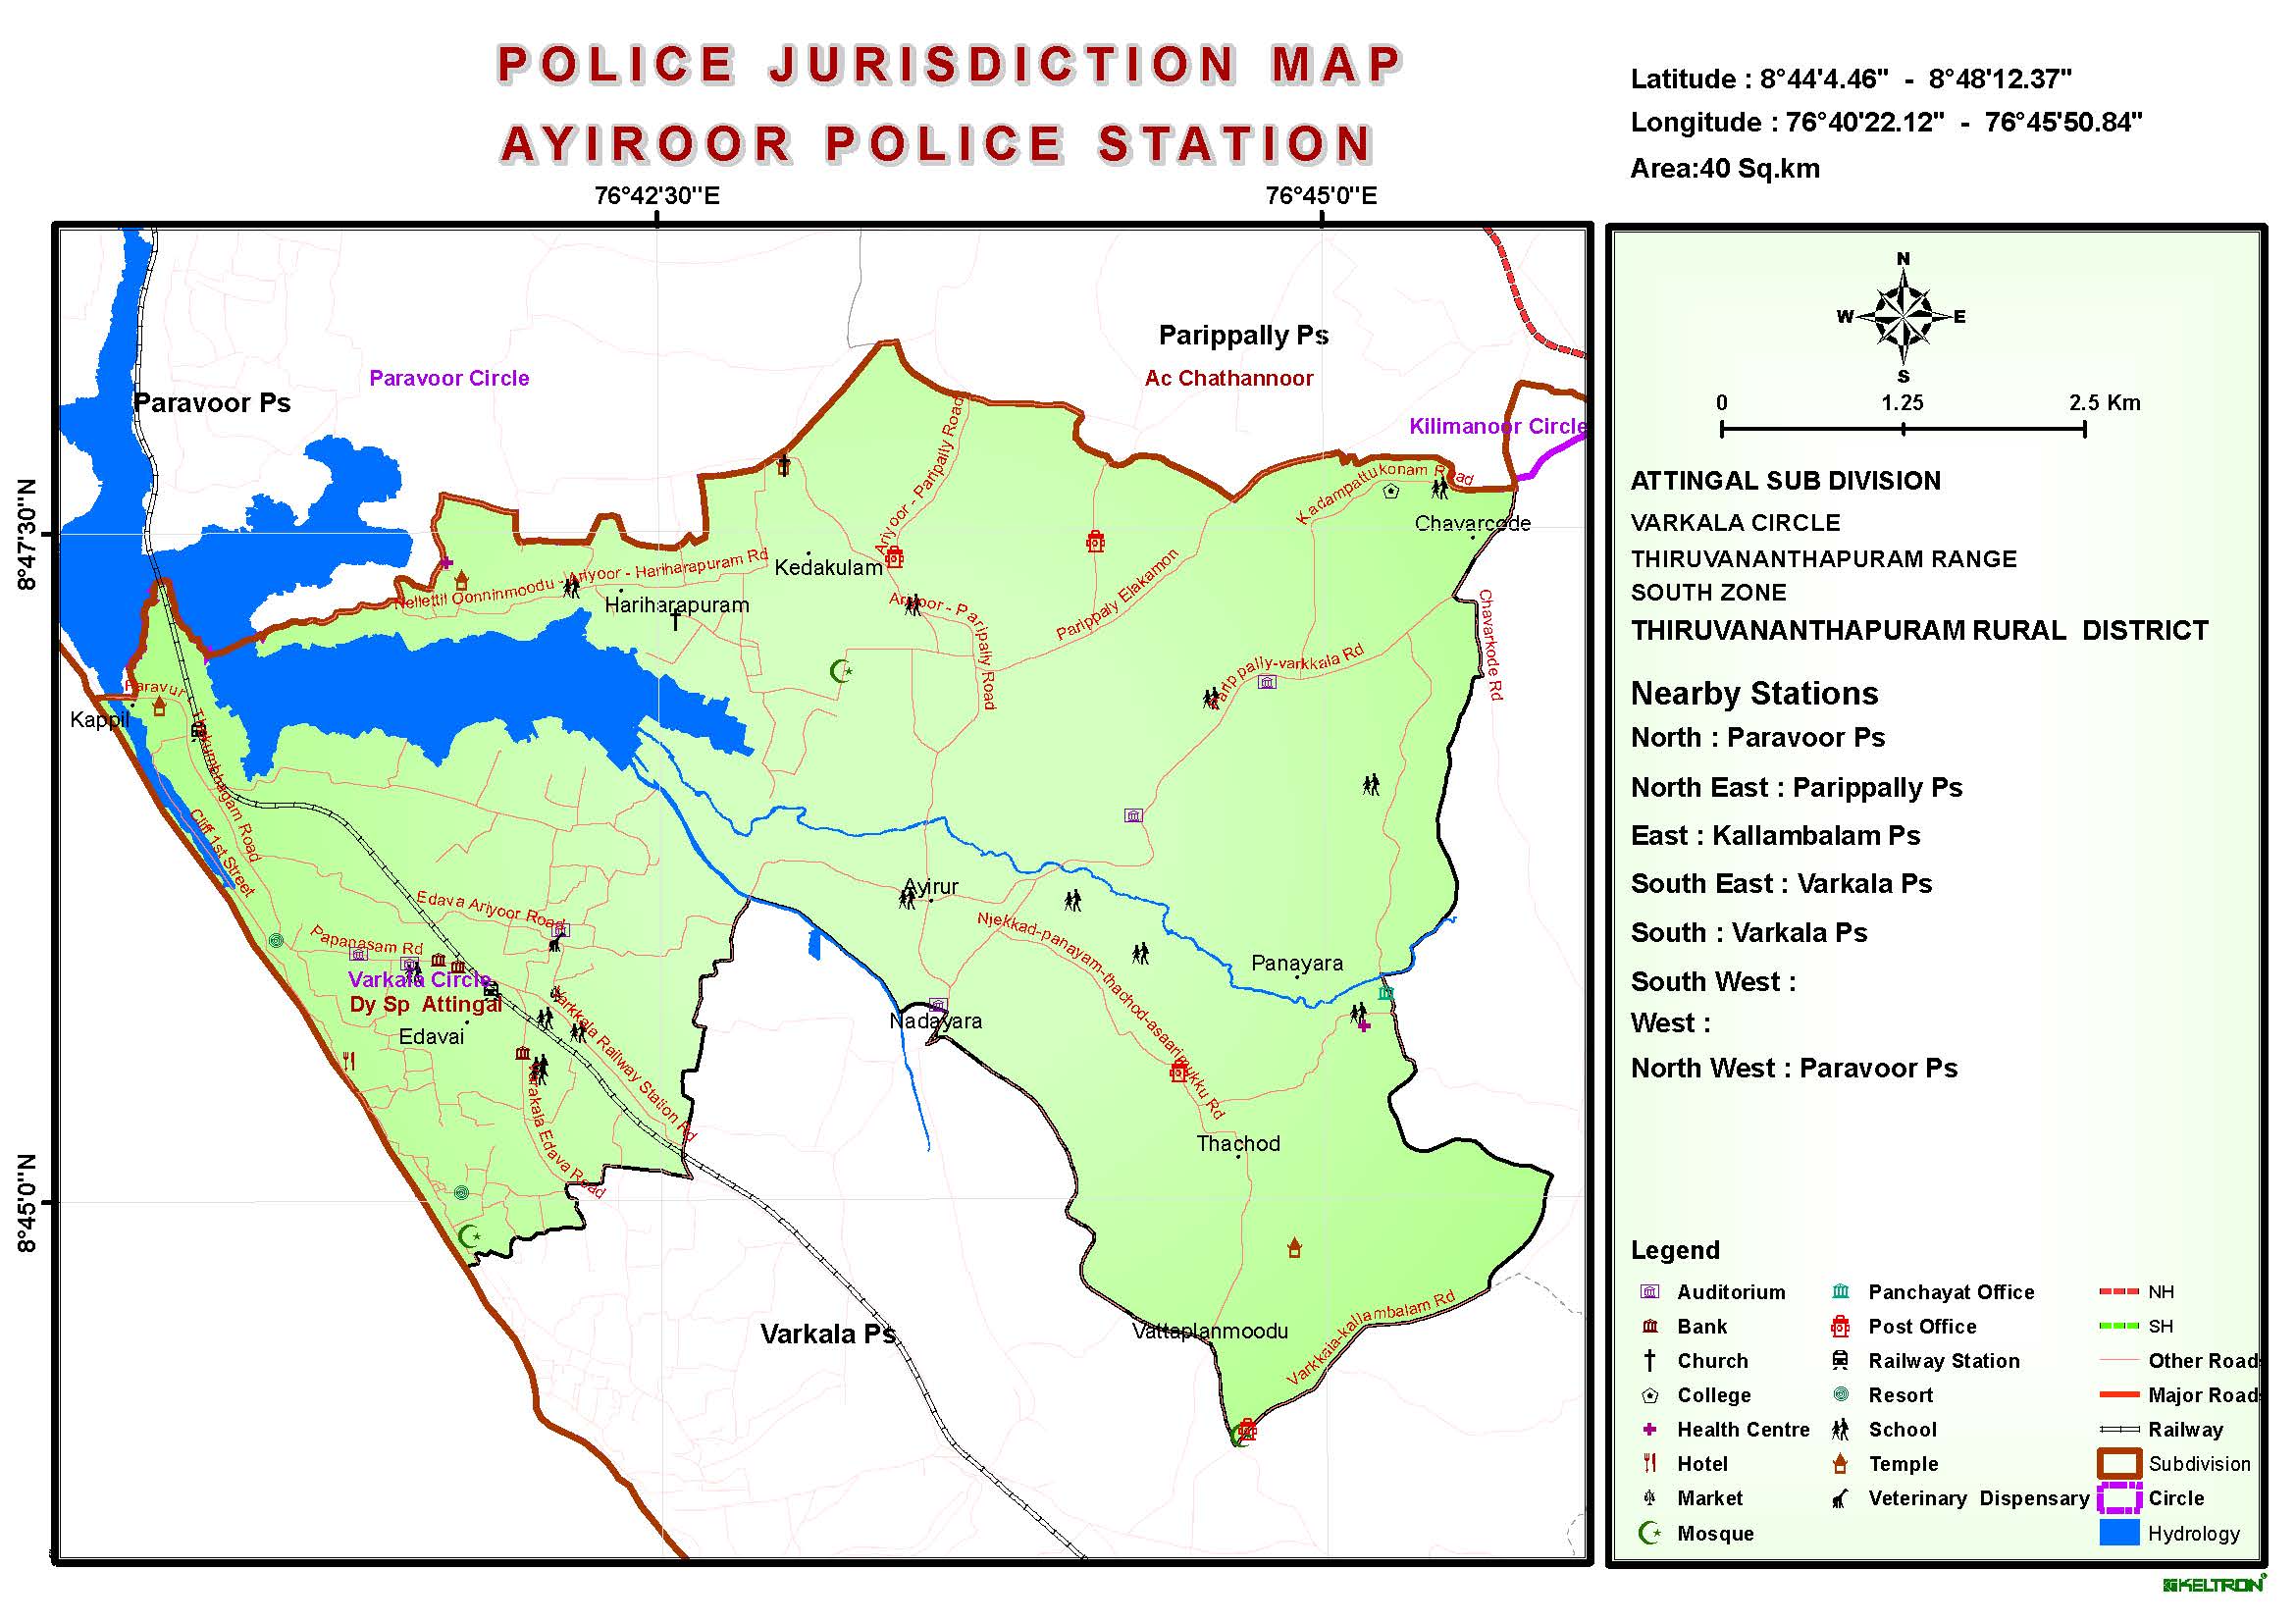 POLICE JURISDICTION MAP
AYIROOR POLICE STATION
Latitude : 8°44'4.46" - 8°48'12.37"
Longitude : 76°40'22.12" - 76°45'50.84"
Area:40 Sq.km
76°42'30"E
76°45'0"E
8°47'30"N
8°45'0"N
Parippally Ps
Paravoor Circle
Ac Chathannoor
Paravoor Ps
Kilimanoor Circle
Ariyoor - Paripally Road
Kadampattukonam Road
Chavarcode
Kedakulam
Nellettil Oonninmoodu - Ariyoor - Hariharapuram Rd
Hariharapuram
Ariyoor - Paripally Road
Parippaly Elakamon
Chavarkode Rd
Parippally-varkkala Rd
Paravur
Kappil
Thekumbhagam Road
Cliff 1st Street
Ayirur
Edava Ariyoor Road
Papanasam Rd
Njekkad-panayam-thachod-asaarimukku Rd
Panayara
Varkala Circle
Dy Sp Attingal
Edavai
Nadayara
Varkkala Railway Station Rd
Varakala Edava Road
Thachod
Vattaplanmoodu
Varkkala-kallambalam Rd
Varkala Ps
N
W E
S
0 1.25 2.5 Km
ATTINGAL SUB DIVISION
VARKALA CIRCLE
THIRUVANANTHAPURAM RANGE
SOUTH ZONE
THIRUVANANTHAPURAM RURAL DISTRICT
Nearby Stations
North : Paravoor Ps
North East : Parippally Ps
East : Kallambalam Ps
South East : Varkala Ps
South : Varkala Ps
South West :
West :
North West : Paravoor Ps
Legend
Auditorium
Bank
Church
College
Health Centre
Hotel
Market
Mosque
Panchayat Office
Post Office
Railway Station
Resort
School
Temple
Veterinary Dispensary
NH
SH
Other Road
Major Road
Railway
Subdivision
Circle
Hydrology
KELTRON